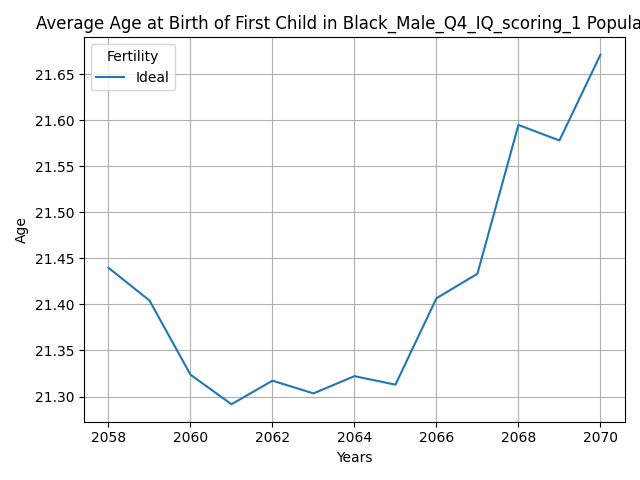 Average Age at Birth of First Child in Black_Male_Q4_IQ_scoring_1 Popula
Fertility
Ideal
21.65
21.60
21.55
21.50
21.45
21.40
21.35
21.30
Age
2058 2060 2062 2064 2066 2068 2070
Years